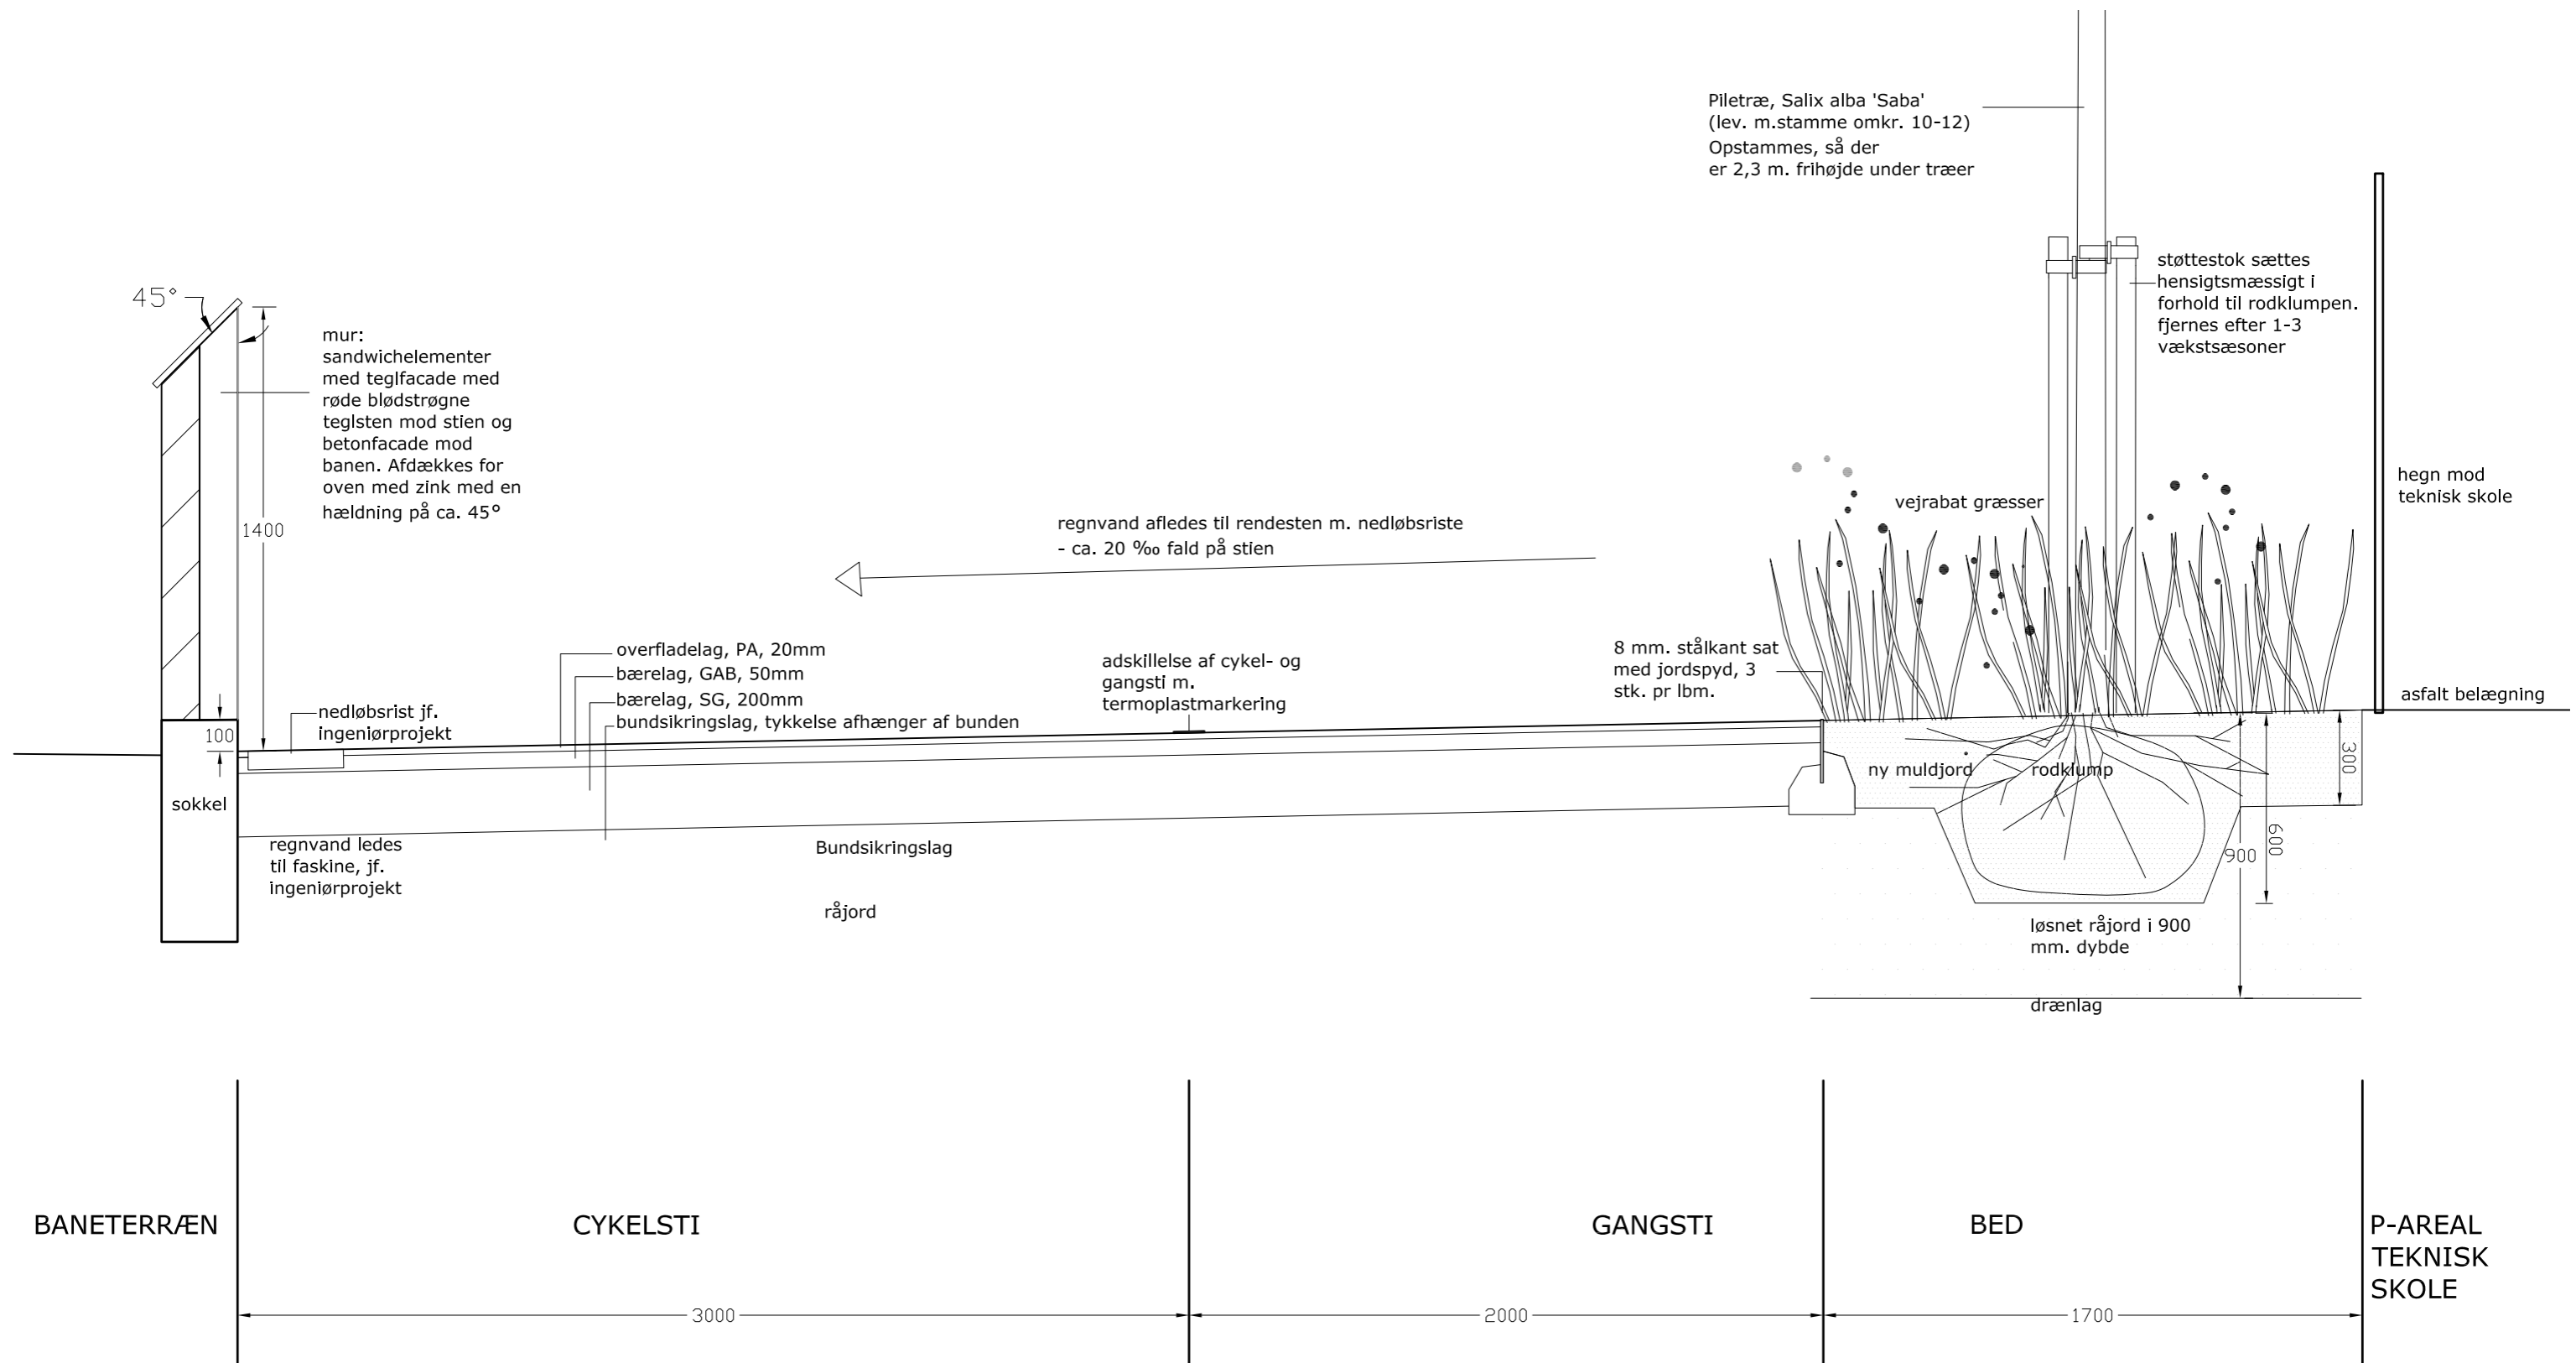 Piletræ, Salix alba 'Saba'
(lev. m.stamme omkr. 10-12)
Opstammes, så der
er 2,3 m. frihøjde under træer
støttestok sættes
hensigtsmæssigt i
forhold til rodklumpen.
fjernes efter 1-3
vækstsæsoner
45°
mur:
sandwichelementer
med teglfacade med
røde blødstrøgne
teglsten mod stien og
betonfacade mod
banen. Afdækkes for
oven med zink med en
hældning på ca. 45°
1400
hegn mod
teknisk skole
vejrabat græsser
regnvand afledes til rendesten m. nedløbsriste
- ca. 20 ‰ fald på stien
overfladelag, PA, 20mm
bærelag, GAB, 50mm
bærelag, SG, 200mm
bundsikringslag, tykkelse afhænger af bunden
adskillelse af cykel- og
gangsti m.
termoplastmarkering
8 mm. stålkant sat
med jordspyd, 3
stk. pr lbm.
asfalt belægning
nedløbsrist jf.
ingeniørprojekt
100
sokkel
ny muldjord
rodklump
300
600
900
regnvand ledes
til faskine, jf.
ingeniørprojekt
Bundsikringslag
råjord
løsnet råjord i 900
mm. dybde
drænlag
BANETERRÆN
CYKELSTI
GANGSTI
BED
P-AREAL
TEKNISK
SKOLE
3000
2000
1700